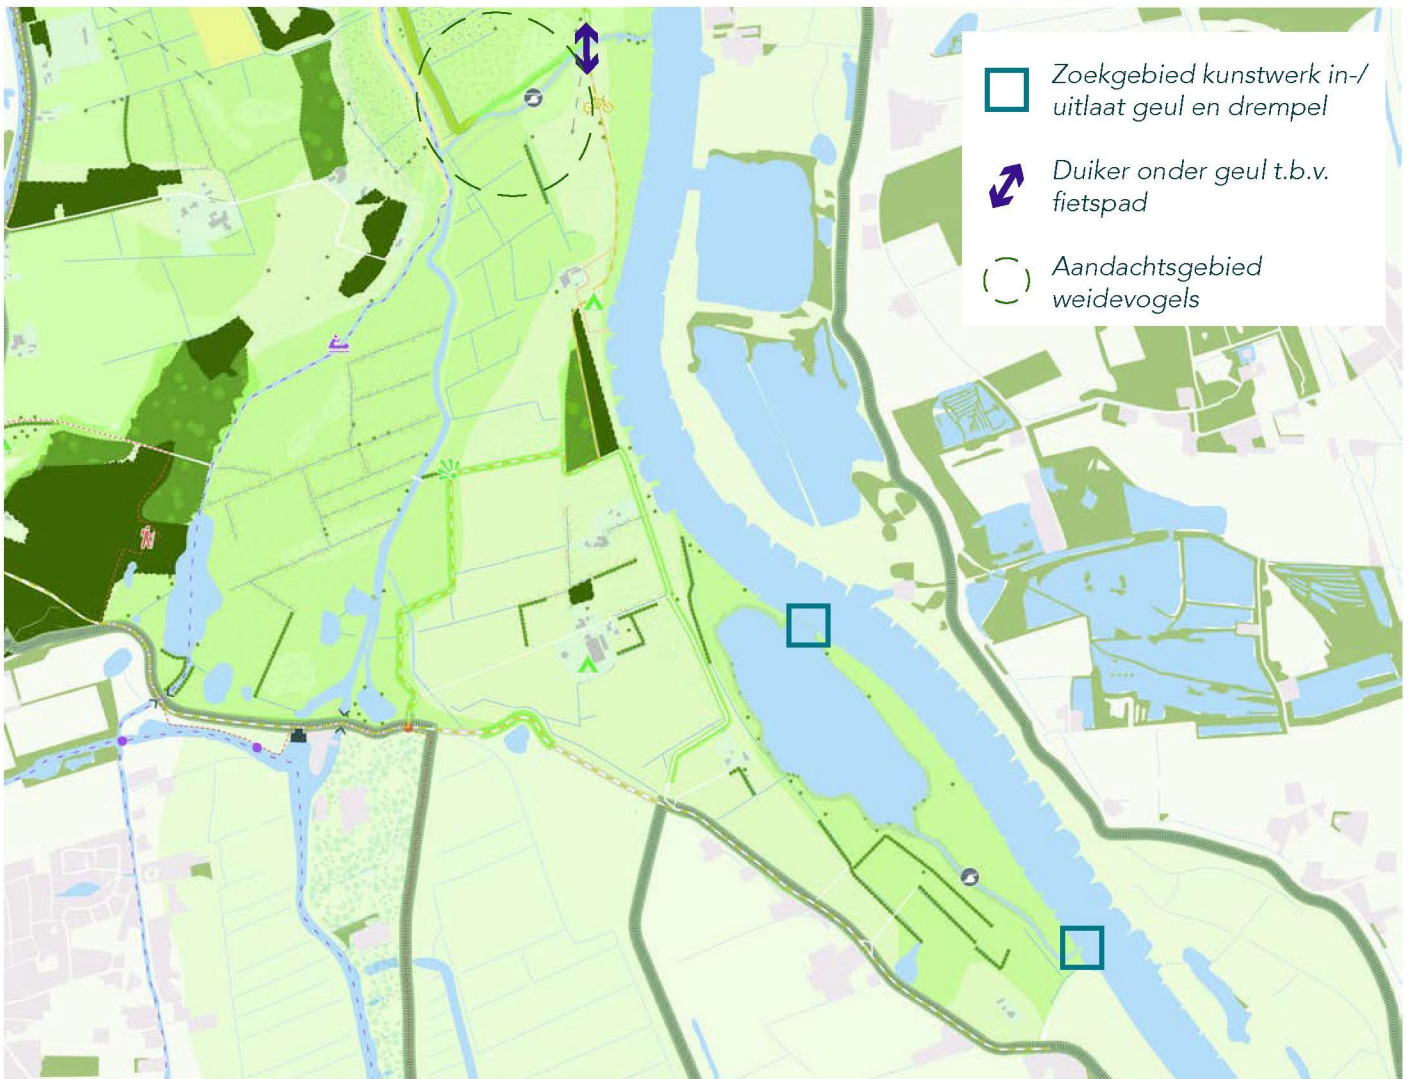 Zoekgebied kunstwerk in-/
uitlaat geul en drempel
Duiker onder geul t.b.v.
fietspad
Aandachtsgebied
weidevogels